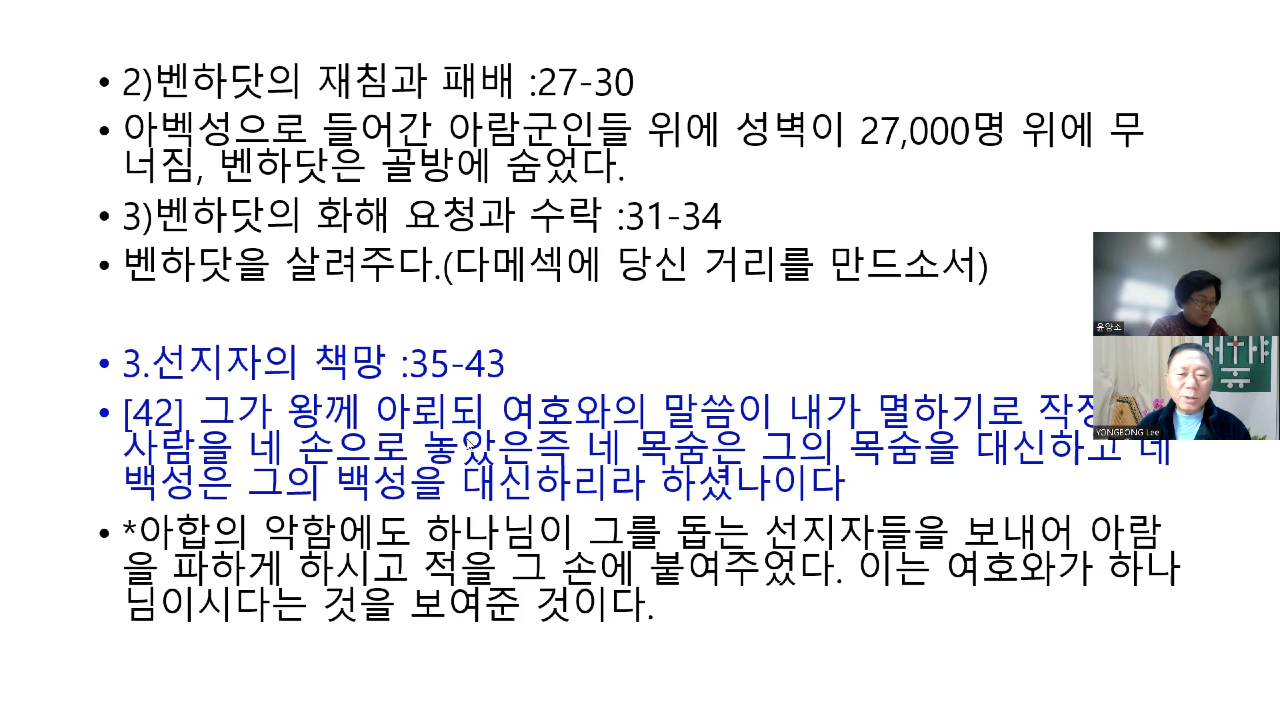 • 2)벤하닷의 재침과 패배 :27-30
• 아벡성으로 들어간 아람군인들 위에 성벽이 27,000명 위에 무
너짐, 벤하닷은 골방에 숨었다.
• 3)벤하닷의 화해 요청과 수락 :31-34
• 벤하닷을 살려주다.(다메섹에 당신 거리를 만드소서)
• 3.선지자의 책망 :35-43
• [42] 그가 왕께 아뢰되 여호와의 말씀이 내가 멸하기로 작정
사람을 네 손으로 놓았은즉 네 목숨은 그의 목숨을 대신하고 네
백성은 그의 백성을 대신하리라 하셨나이다
• *아합의 악함에도 하나님이 그를 돕는 선지자들을 보내어 아람
을 파하게 하시고 적을 그 손에 붙여주었다. 이는 여호와가 하나
님이시다는 것을 보여준 것이다.
YONGBONG Lee